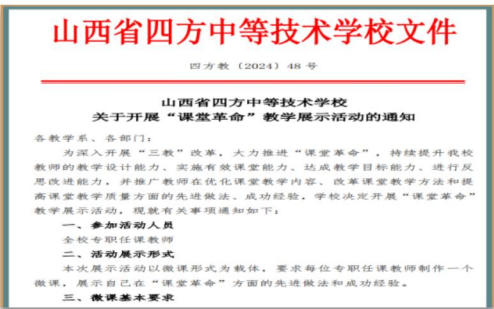 山西省四方中等技术学校文件
四方教（2024）48 号
山西省四方中等技术学校
关于开展“课堂革命”教学展示活动的通知
各教学系、各部门：
为深入开展“三教”改革，大力推进“课堂革命”，持续提升我校
教师的教学设计能力、实施有效课堂能力、达成教学目标能力、进行反
思改进能力，并推广教师在优化课堂教学内容、改革课堂教学方法和提
高课堂教学质量方面的先进做法、成功经验，学校决定开展“课堂革命”
教学展示活动，现就有关事项通知如下：
一、参加活动人员
全校专职任课教师
二、活动展示形式
本次展示活动以微课形式为载体，要求每位专职任课教师制作一个
微课，展示自己在“课堂革命”方面的先进做法和成功经验。
三、微课基本要求